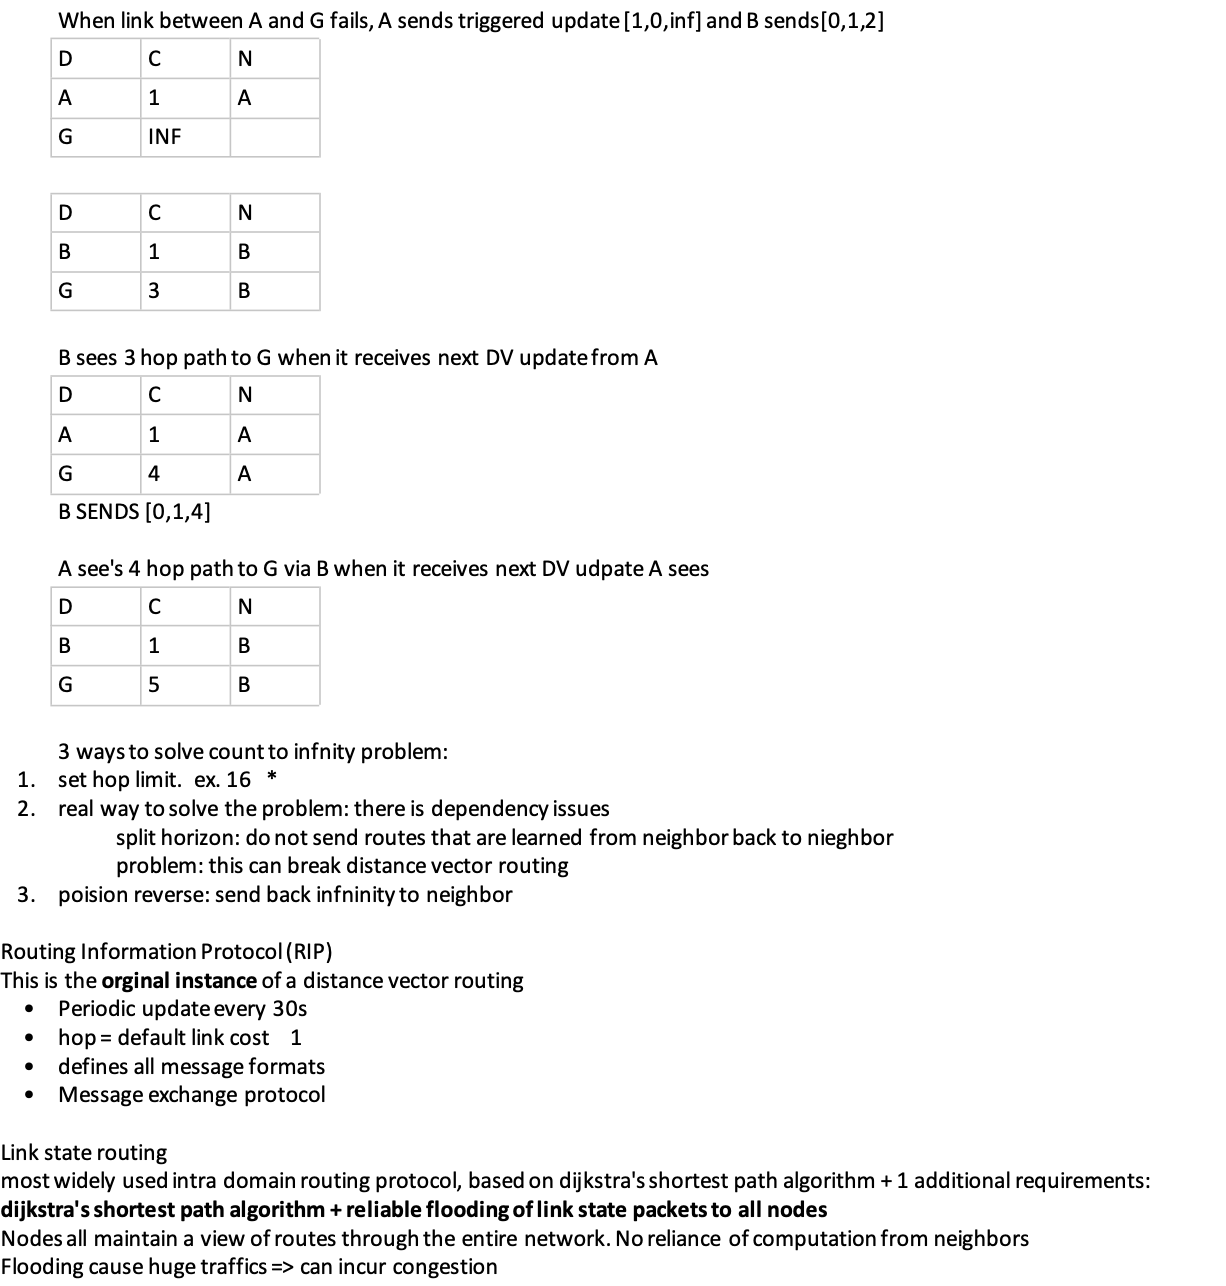 When link between A and G fails, A sends triggered update [1,0,inf] and B sends[0,1,2]
D C N
A 1 A
G INF
D C N
B 1 B
G 3 B
B sees 3 hop path to G when it receives next DV update from A
D C N
A 1 A
G 4 A
B SENDS [0,1,4]
A see's 4 hop path to G via B when it receives next DV udpate A sees
D C N
B 1 B
G 5 B
3 ways to solve count to infnity problem:
1. set hop limit. ex. 16 *
2. real way to solve the problem: there is dependency issues
split horizon: do not send routes that are learned from neighbor back to nieghbor
problem: this can break distance vector routing
3. poision reverse: send back infninity to neighbor
Routing Information Protocol (RIP)
This is the orginal instance of a distance vector routing
• Periodic update every 30s
• hop = default link cost 1
• defines all message formats
• Message exchange protocol
Link state routing
most widely used intra domain routing protocol, based on dijkstra's shortest path algorithm + 1 additional requirements:
dijkstra's shortest path algorithm + reliable flooding of link state packets to all nodes
Nodes all maintain a view of routes through the entire network. No reliance of computation from neighbors
Flooding cause huge traffics => can incur congestion